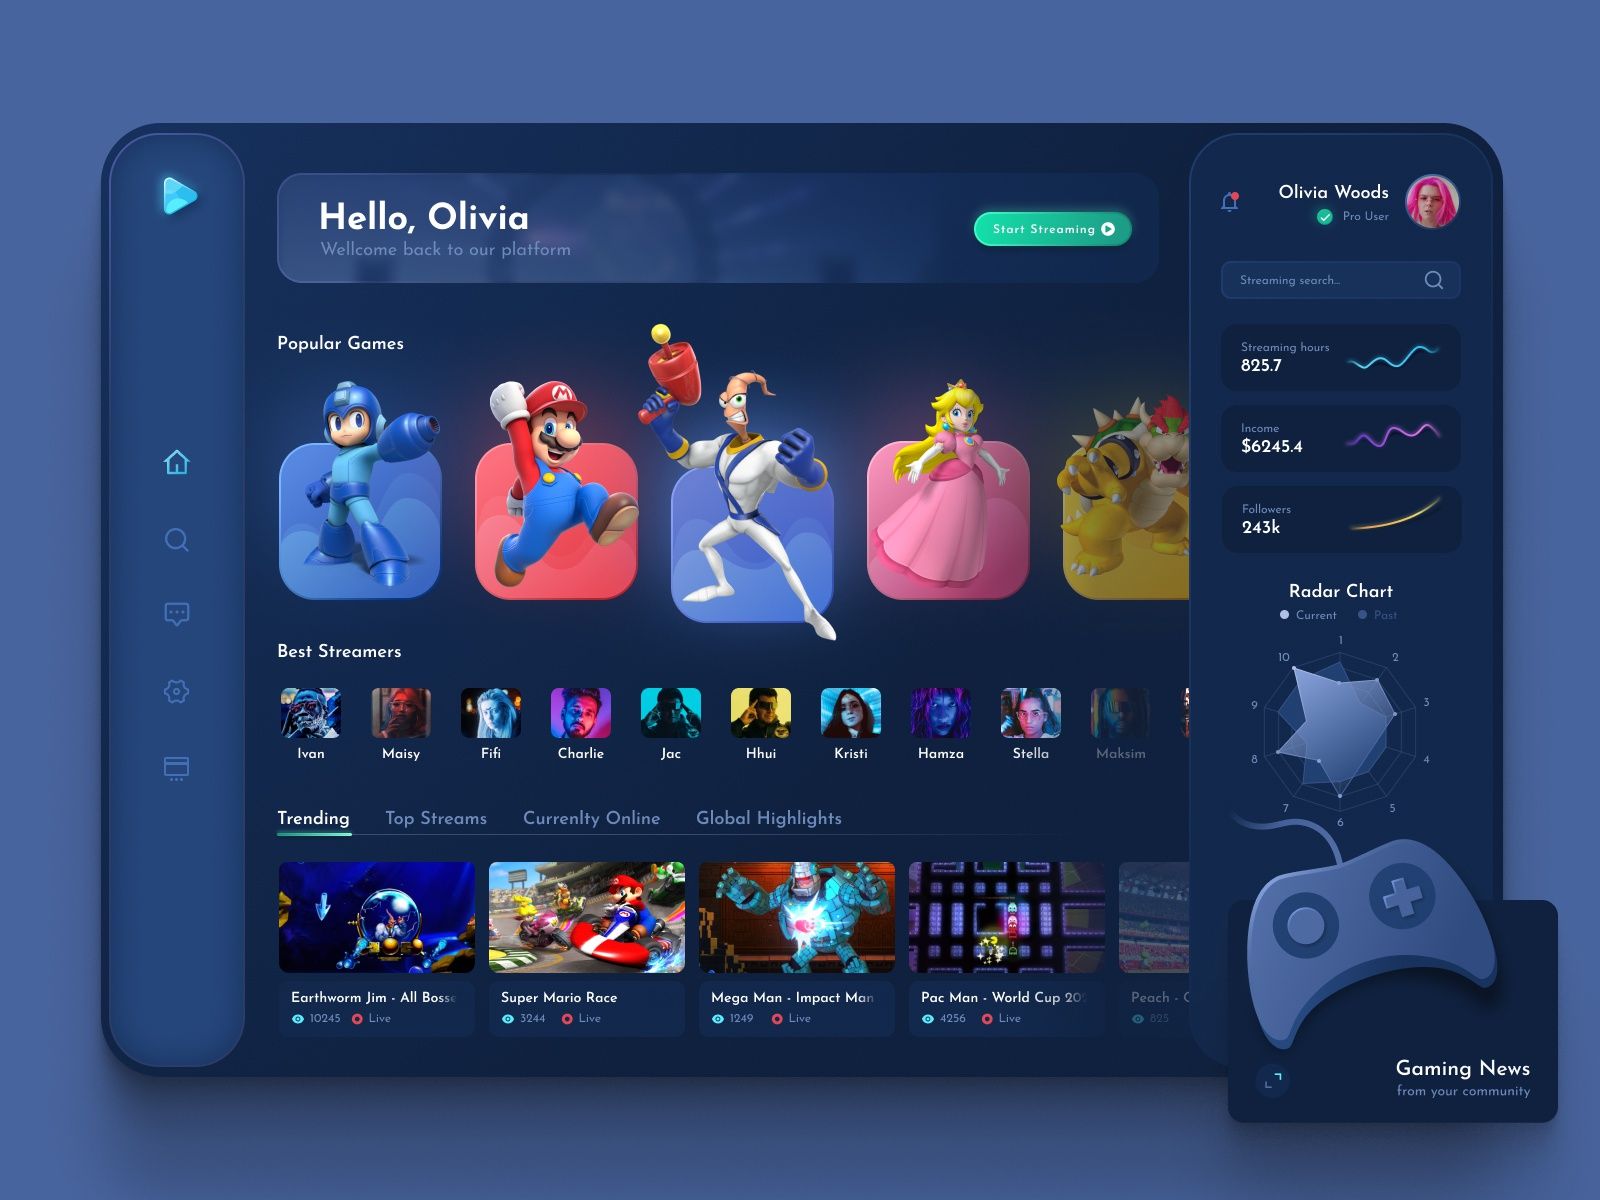 Hello, Olivia
Wellcome back to our platform
Start Streaming
Popular Games
M
Best Streamers
Ivan
Maisy
Fifi
Charlie
Jac
Hhui
Kristi
Hamza
Stella
Maksim
Trending
Top Streams
Currenlty Online
Global Highlights
Earthworm Jim - All Bosse
10245 Live
Super Mario Race
3244 Live
Mega Man - Impact Man
1249 Live
Pac Man - World Cup 20
4256 Live
Peach -
825
Olivia Woods
Pro User
Streaming search...
Streaming hours
825.7
Income
$6245.4
Followers
243k
Radar Chart
Current Past
1
2
3
4
5
6
7
8
9
10
Gaming News
from your community